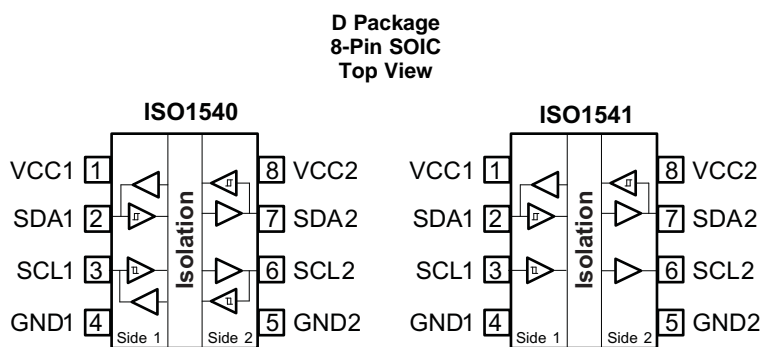 D Package
8-Pin SOIC
Top View
ISO1540
VCC1 1 8 VCC2
SDA1 2 7 SDA2
SCL1 3 6 SCL2
GND1 4 5 GND2
Isolation
Side 1 Side 2
ISO1541
VCC1 1 8 VCC2
SDA1 2 7 SDA2
SCL1 3 6 SCL2
GND1 4 5 GND2
Isolation
Side 1 Side 2